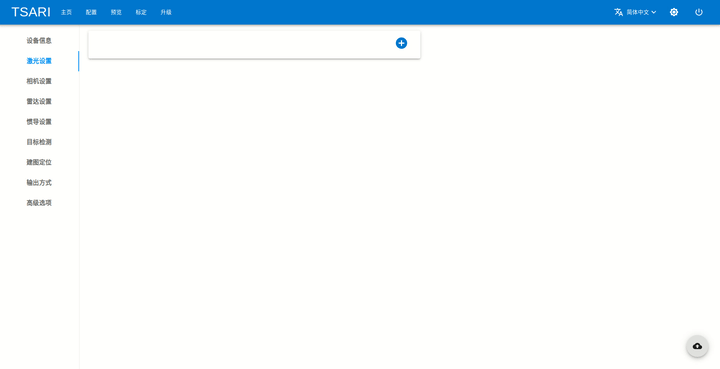 TSARI 主页 配置 预览 标定 升级 简体中文
设备信息
激光设置
相机设置
雷达设置
惯导设置
目标检测
建图定位
输出方式
高级选项